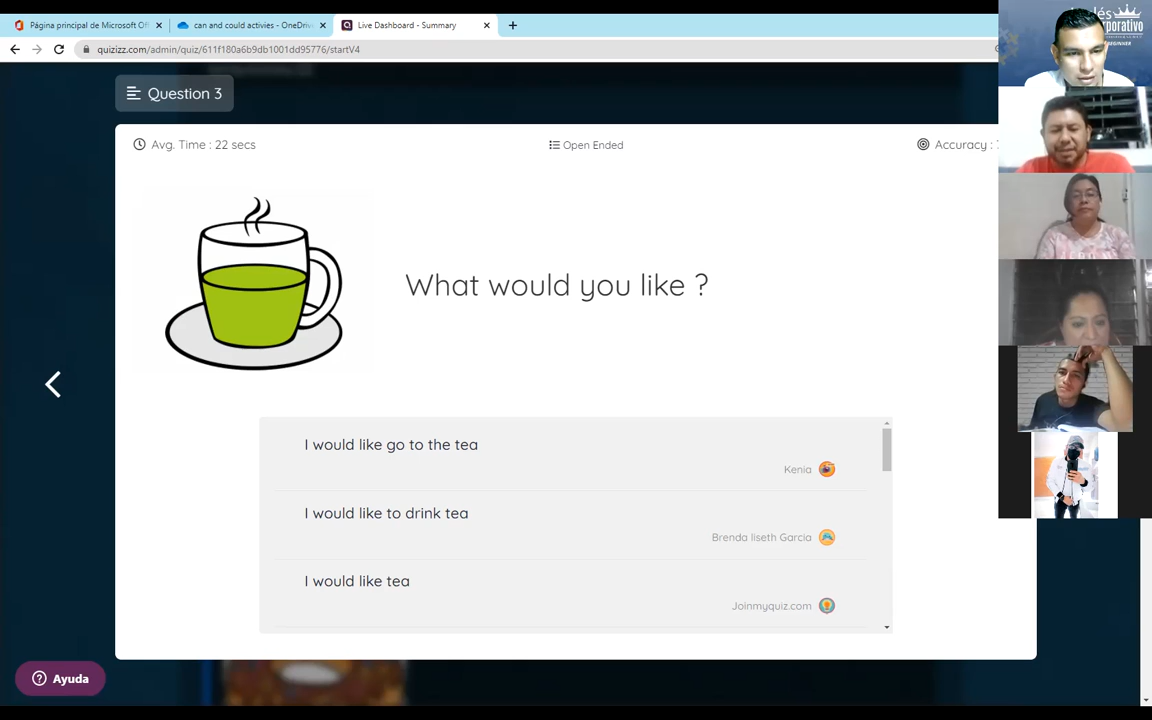 Página principal de Microsoft Of
can and could activies - OneDriv
Live Dashboard - Summary
quizizz.com/admin/quiz/611f180a6b9db1001dd95776/startV4
Question 3
Avg. Time : 22 secs
Open Ended
Accuracy :
What would you like ?
I would like go to the tea
Kenia
I would like to drink tea
Brenda liseth Garcia
I would like tea
Joinmyquiz.com
Ayuda
BEGINNER